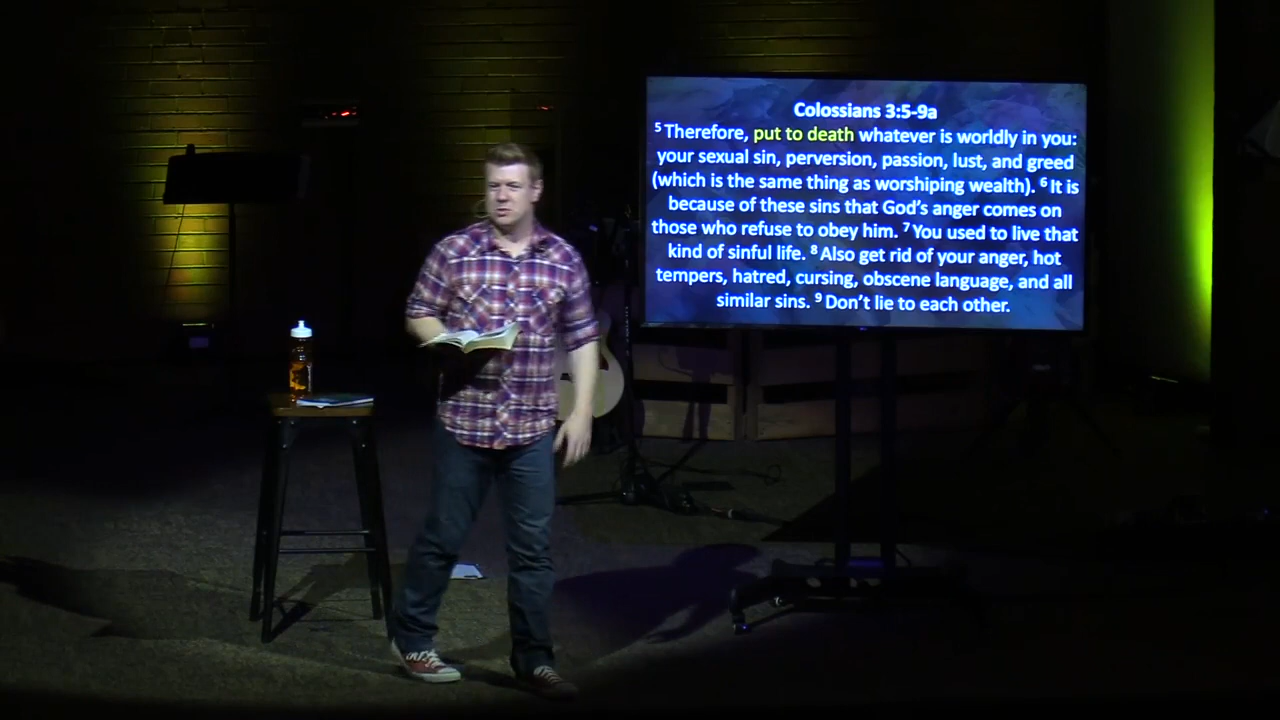 Colossians 3:5-9a
⁵ Therefore, put to death whatever is worldly in you:
your sexual sin, perversion, passion, lust, and greed
(which is the same thing as worshiping wealth). ⁶ It is
because of these sins that God's anger comes on
those who refuse to obey him. ⁷ You used to live that
kind of sinful life. ⁸ Also get rid of your anger, hot
tempers, hatred, cursing, obscene language, and all
similar sins. ⁹ Don't lie to each other.